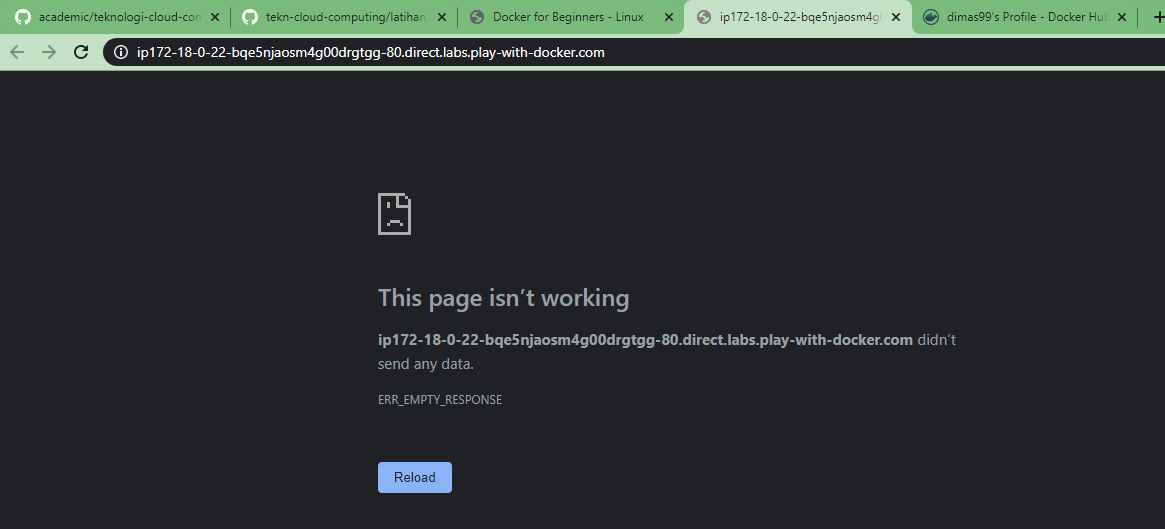 academic/teknologi-cloud-con
tekn-cloud-computing/latihan
Docker for Beginners - Linux
ip172-18-0-22-bqe5njaosm4g0
dimas99's Profile - Docker Hub
ip172-18-0-22-bqe5njaosm4g00drgtgg-80.direct.labs.play-with-docker.com
This page isn’t working
ip172-18-0-22-bqe5njaosm4g00drgtgg-80.direct.labs.play-with-docker.com didn’t
send any data.
ERR_EMPTY_RESPONSE
Reload